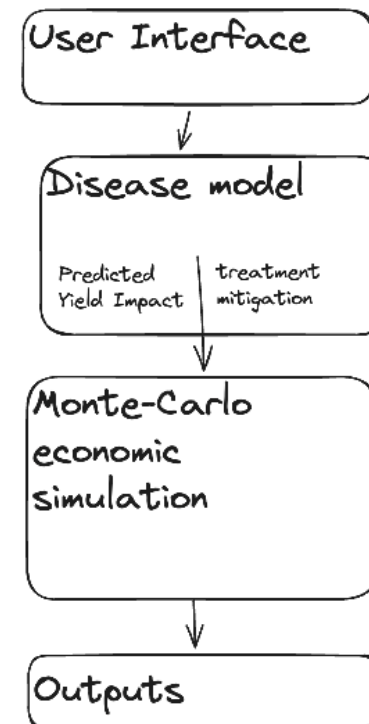 User Interface
Disease model
Predicted
Yield Impact
treatment
mitigation
Monte-Carlo
economic
simulation
Outputs